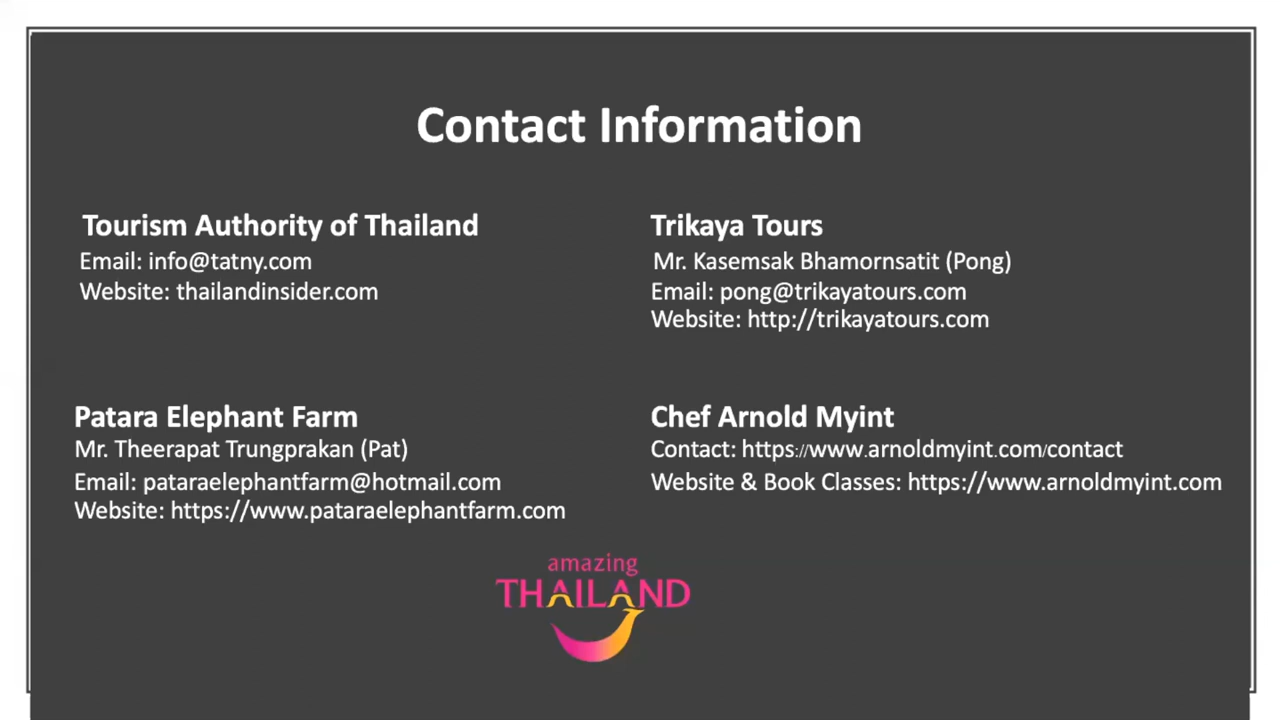 Contact Information
Tourism Authority of Thailand
Email: info@tatny.com
Website: thailandinsider.com
Trikaya Tours
Mr. Kasemsak Bhamornsatit (Pong)
Email: pong@trikayatours.com
Website: http://trikayatours.com
Patara Elephant Farm
Mr. Theerapat Trungprakan (Pat)
Email: pataraelephantfarm@hotmail.com
Website: https://www.pataraelephantfarm.com
Chef Arnold Myint
Contact: https://www.arnoldmyint.com/contact
Website & Book Classes: https://www.arnoldmyint.com
amazing
THAILAND